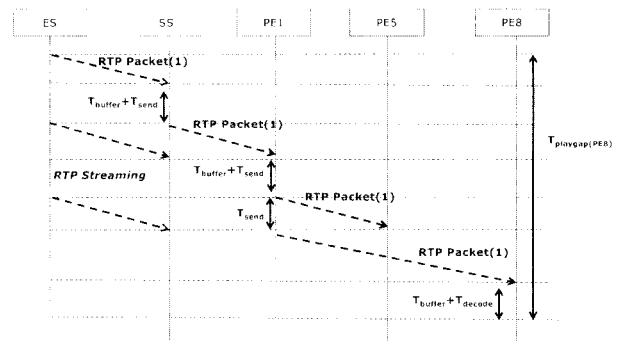 ES SS PE1 PE5 PE8
RTP Packet(1)
Tbuffer+Tsend
RTP Packet(1)
Tplaygap(PE8)
RTP Streaming
Tbuffer+Tsend
RTP Packet(1)
Tsend
RTP Packet(1)
Tbuffer+Tdecode